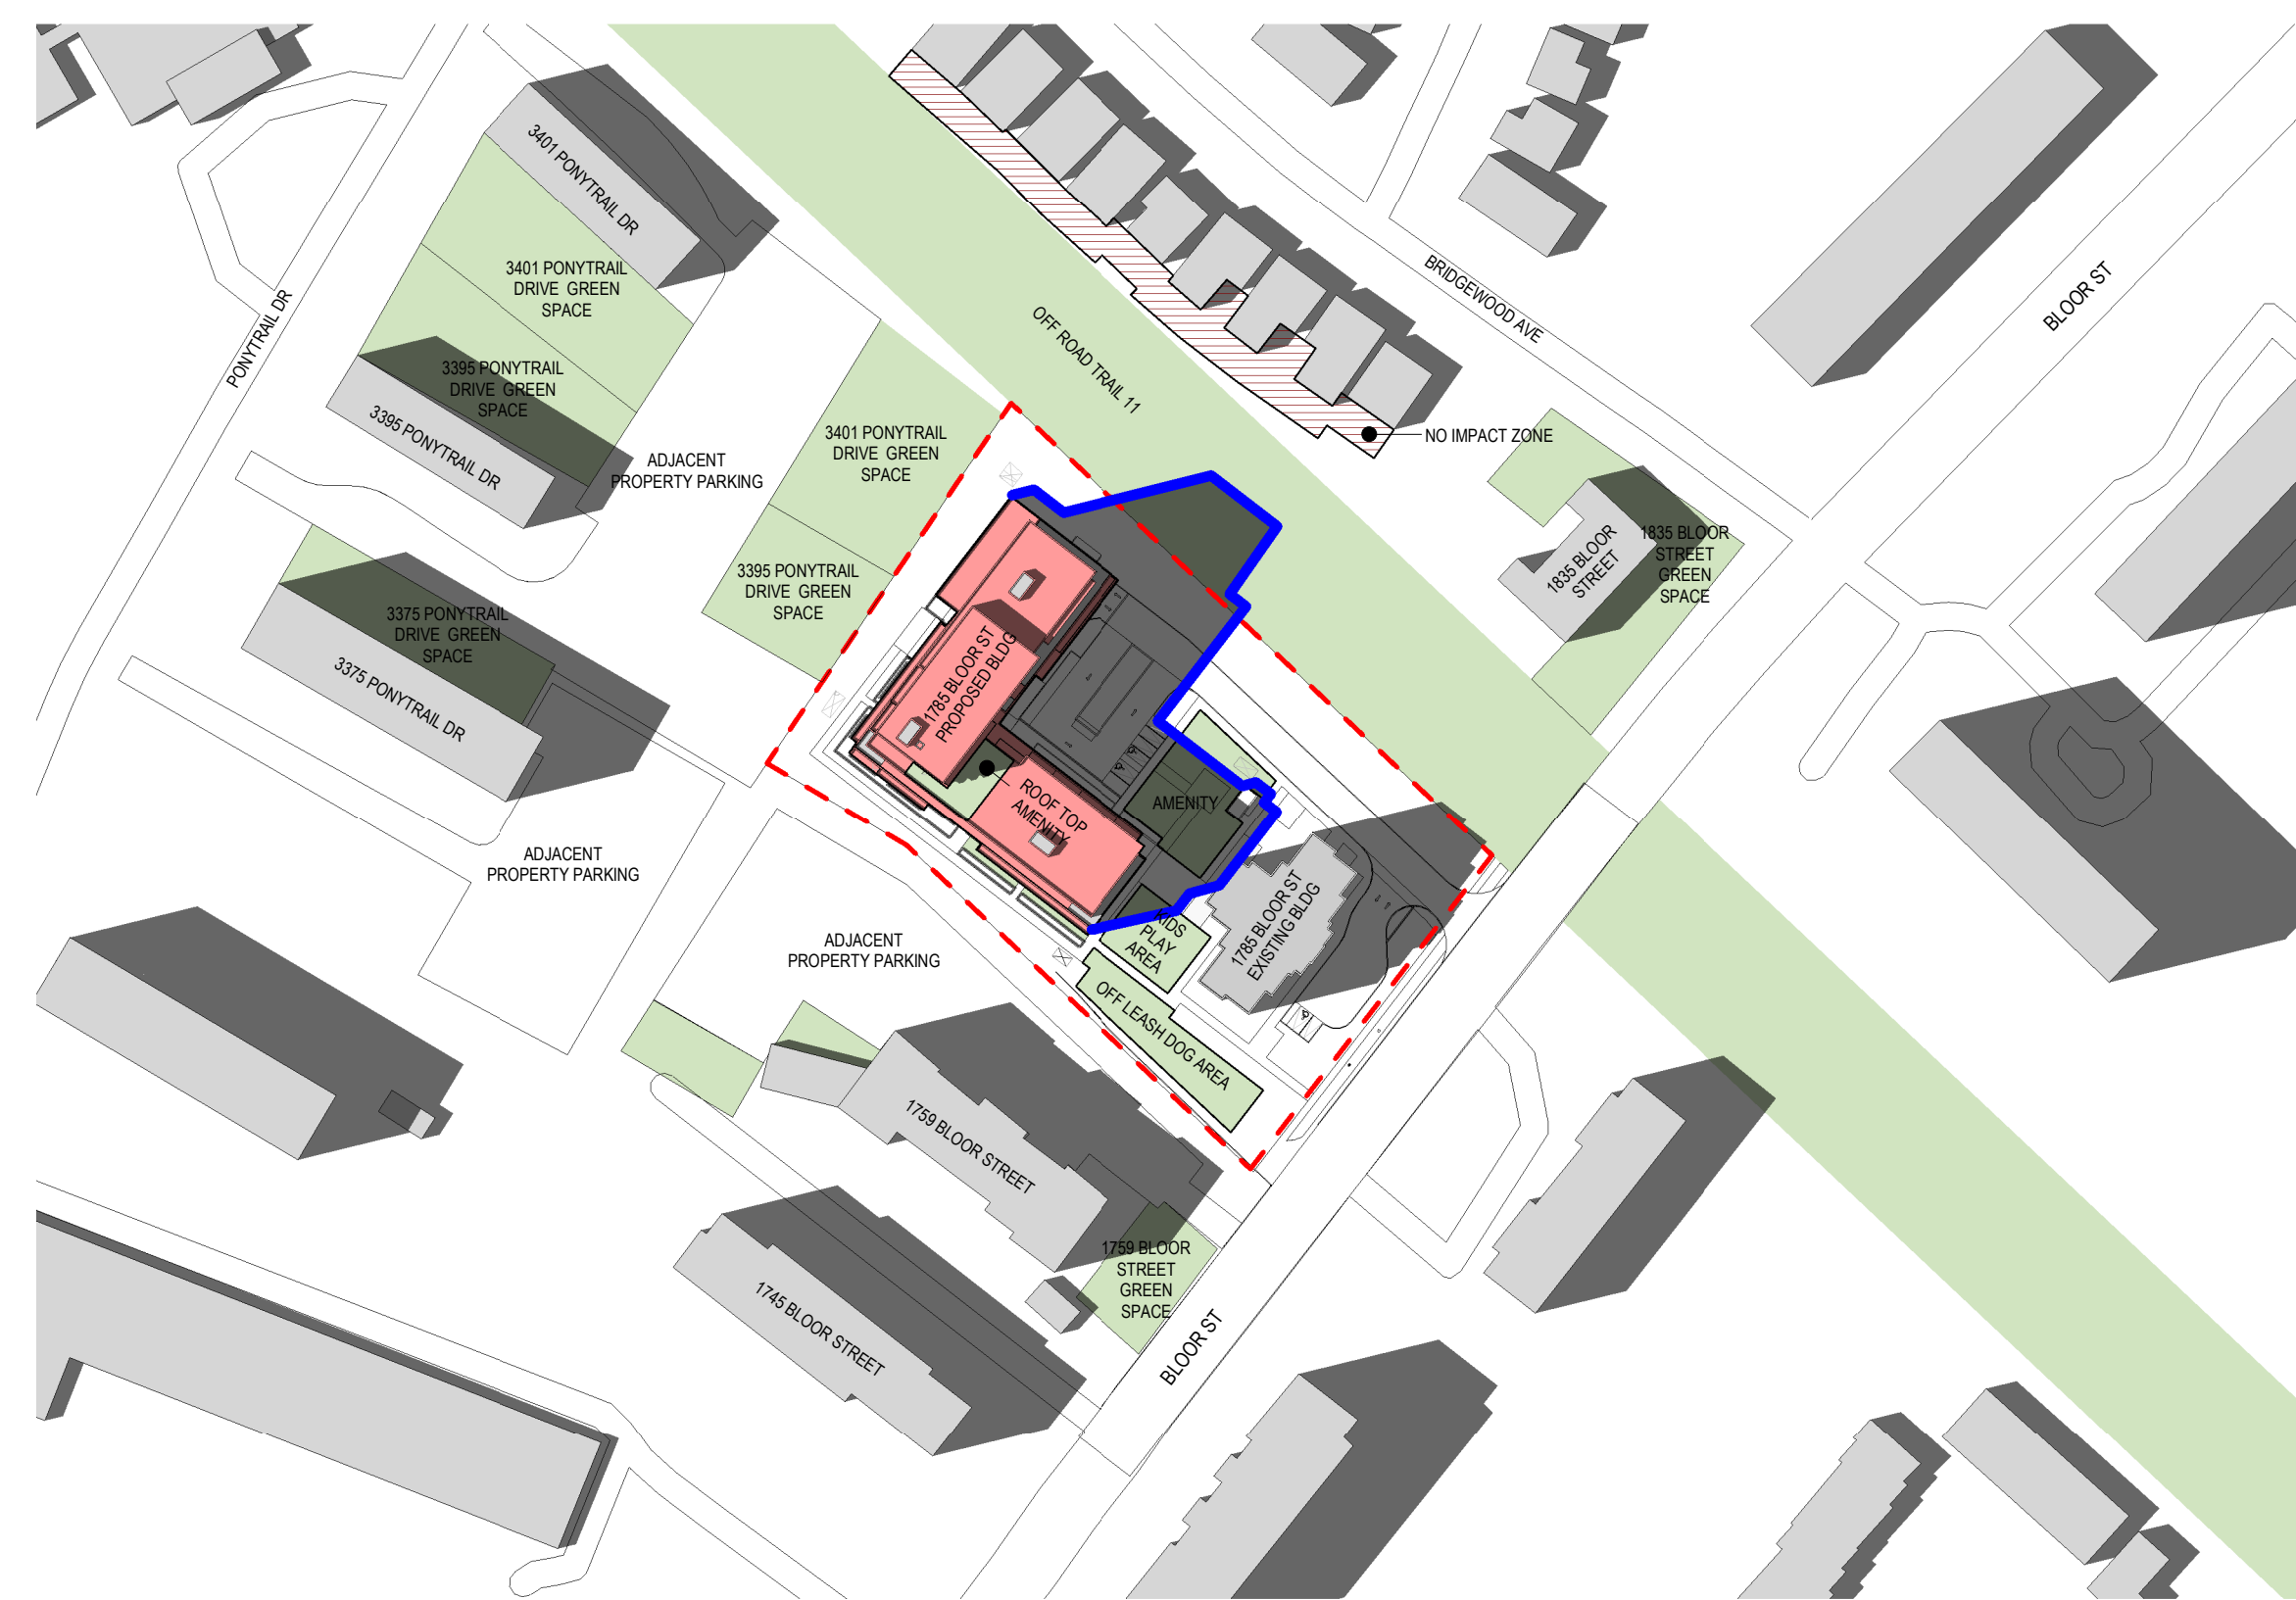 3401 PONYTRAIL DR
3401 PONYTRAIL
DRIVE GREEN
SPACE
PONYTRAIL DR
3395 PONYTRAIL
DRIVE GREEN
SPACE
3395 PONYTRAIL DR
ADJACENT
PROPERTY PARKING
3401 PONYTRAIL
DRIVE GREEN
SPACE
3395 PONYTRAIL
DRIVE GREEN
SPACE
3375 PONYTRAIL
DRIVE GREEN
SPACE
3375 PONYTRAIL DR
OFF ROAD TRAIL 11
BRIDGEWOOD AVE
BLOOR ST
NO IMPACT ZONE
1835 BLOOR
STREET
1835 BLOOR
STREET
GREEN
SPACE
1785 BLOOR ST
PROPOSED BLDG
ROOF TOP
AMENITY
AMENITY
KIDS
PLAY
AREA
1785 BLOOR ST
EXISTING BLDG
OFF LEASH DOG AREA
ADJACENT
PROPERTY PARKING
ADJACENT
PROPERTY PARKING
1759 BLOOR STREET
1759 BLOOR
STREET
GREEN
SPACE
1745 BLOOR STREET
BLOOR ST